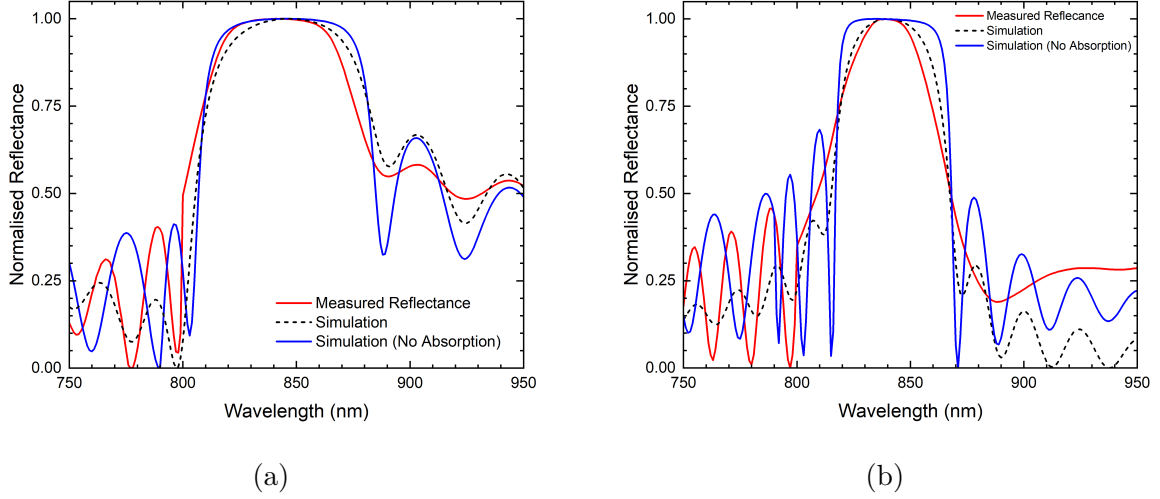 1.00
0.75
0.50
0.25
0.00
Normalised Reflectance
Measured Reflectance
Simulation
Simulation (No Absorption)
750 800 850 900 950
Wavelength (nm)
(a)
1.00
0.75
0.50
0.25
0.00
Normalised Reflectance
Measured Reflecance
Simulation
Simulation (No Absorption)
750 800 850 900 950
Wavelength (nm)
(b)